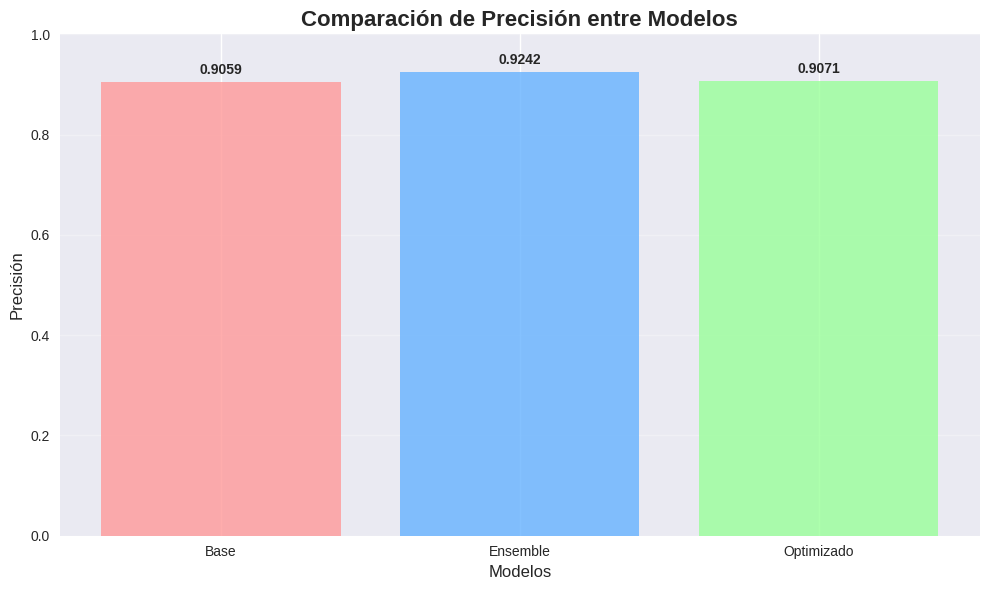 Comparación de Precisión entre Modelos
1.0
0.8
0.6
0.4
0.2
0.0
Precisión
0.9059
0.9242
0.9071
Base
Ensemble
Optimizado
Modelos